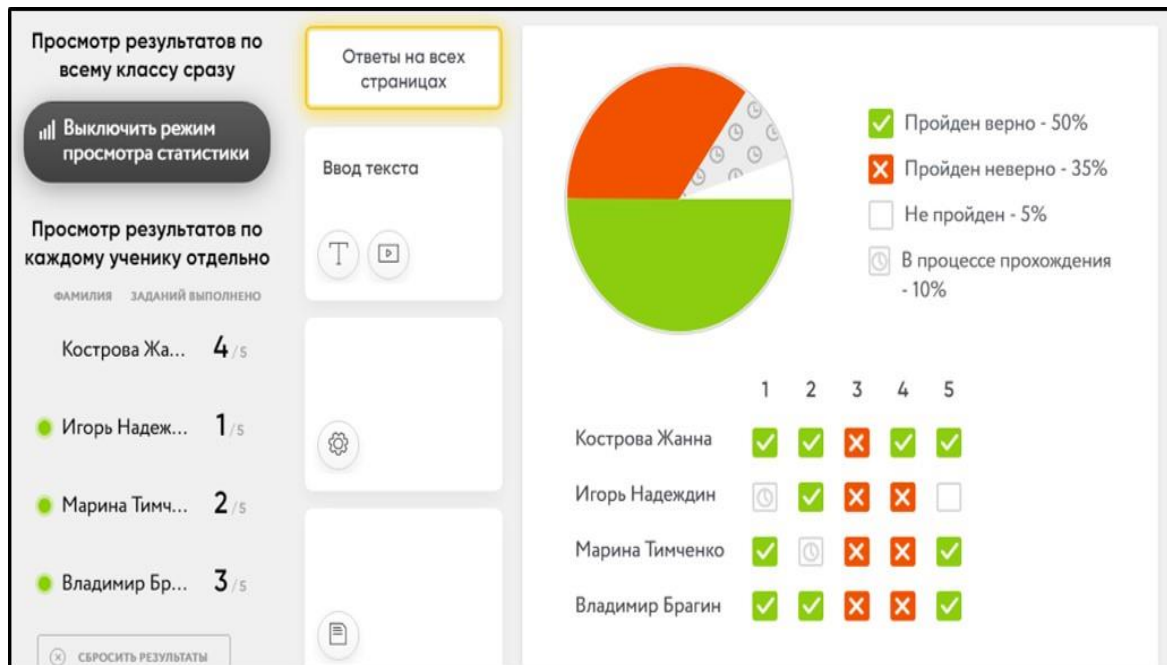 Просмотр результатов по
всему классу сразу
Выключить режим
просмотра статистики
Просмотр результатов по
каждому ученику отдельно
ФАМИЛИЯ ЗАДАНИЙ ВЫПОЛНЕНО
Кострова Жа... 4/5
Игорь Надеж... 1/5
Марина Тимч... 2/5
Владимир Бр... 3/5
СБРОСИТЬ РЕЗУЛЬТАТЫ
Ответы на всех
страницах
Ввод текста
T
Пройден верно - 50%
Пройден неверно - 35%
Не пройден - 5%
В процессе прохождения
- 10%
1 2 3 4 5
Кострова Жанна
Игорь Надеждин
Марина Тимченко
Владимир Брагин